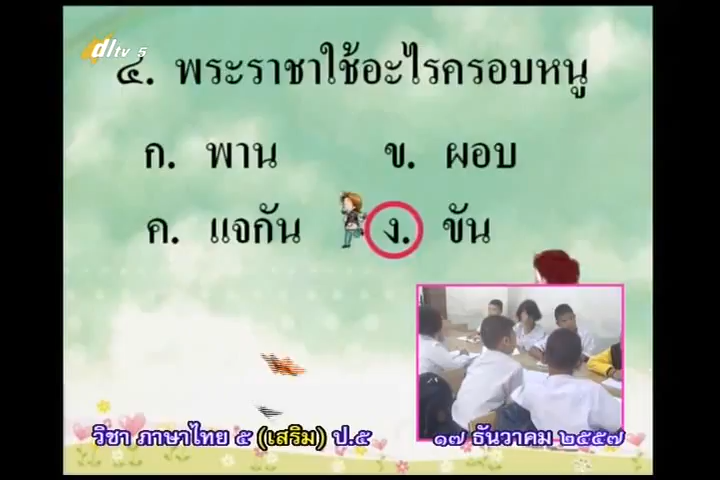 dltv 5
๔. พระราชาใช้อะไรครอบหนู
ก. พาน ข. ผอบ
ค. แจกัน ง. ขัน
วิชา ภาษาไทย ๕ (เสริม) ป.๕ ๑๗ ธันวาคม ๒๕๕๗